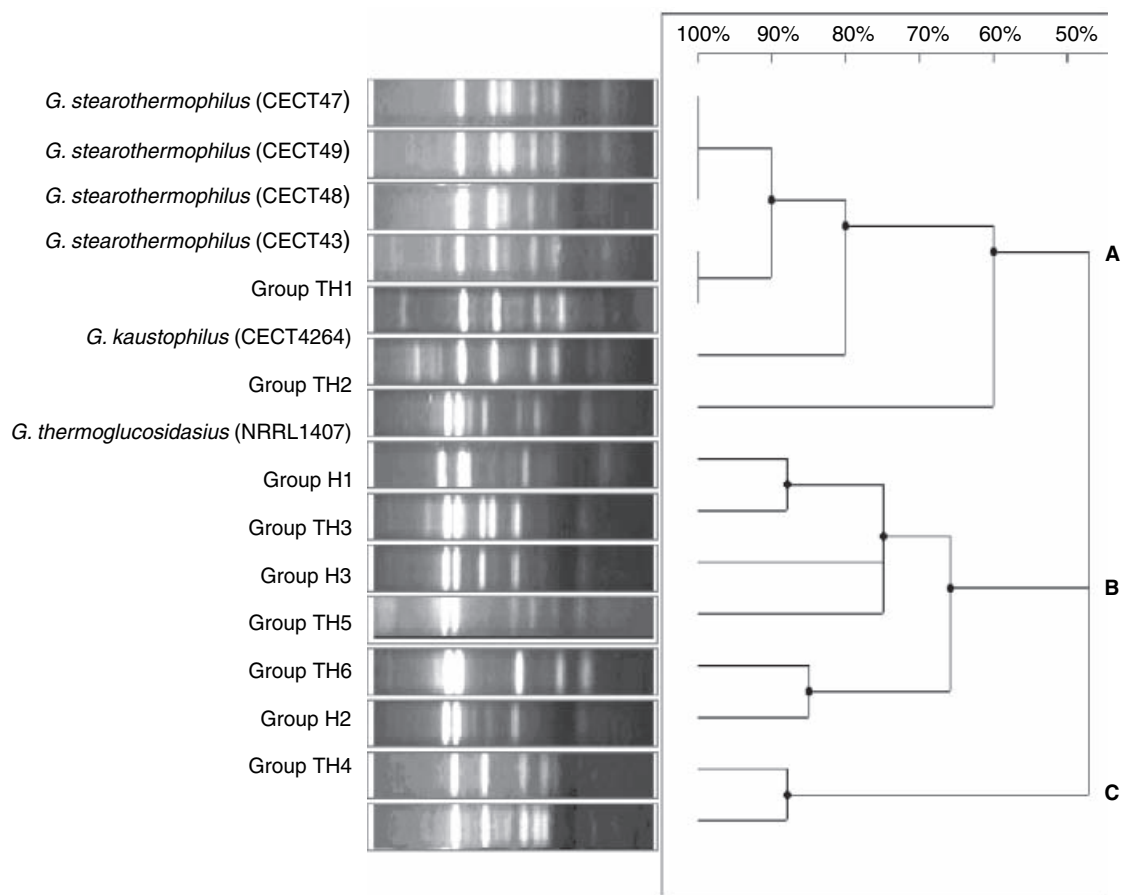 100% 90% 80% 70% 60% 50%
G. stearothermophilus (CECT47)
G. stearothermophilus (CECT49)
G. stearothermophilus (CECT48)
G. stearothermophilus (CECT43)
A
Group TH1
G. kaustophilus (CECT4264)
Group TH2
G. thermoglucosidasius (NRRL1407)
Group H1
Group TH3
Group H3
B
Group TH5
Group TH6
Group H2
Group TH4
C